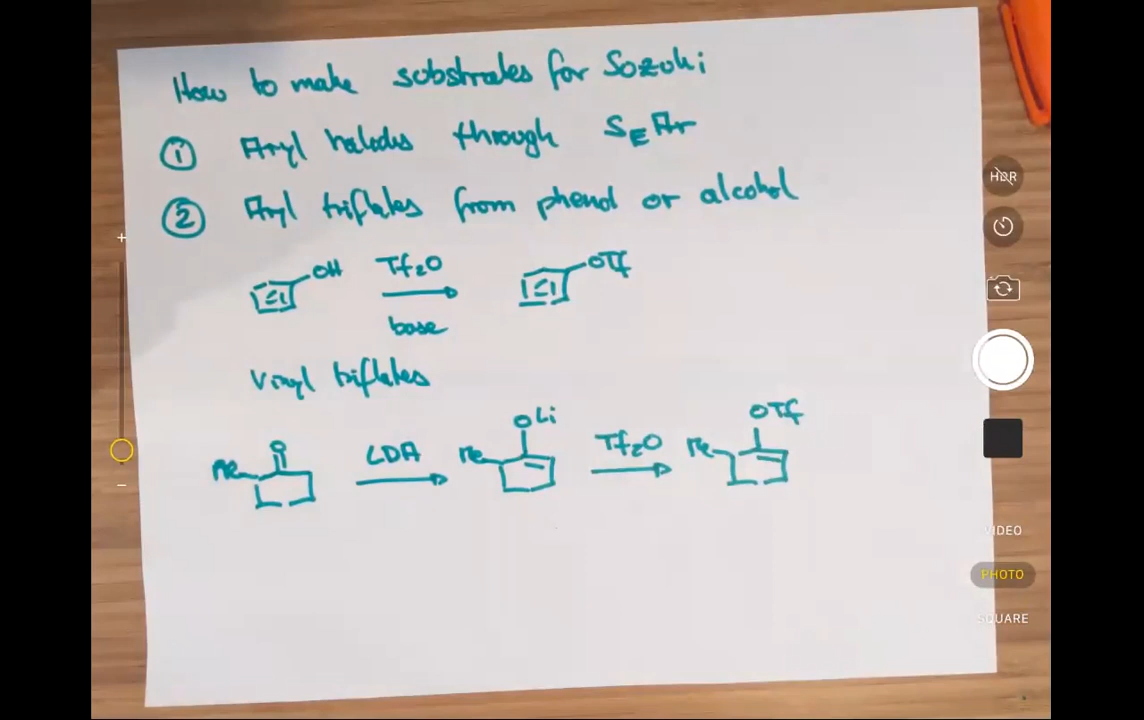 How to make substrates for Sozuki
① Aryl halides through SEAr
② Aryl triflates from phenol or alcohol
OH Tf2O OTf
base
Vinyl triflates
O OLi OTf
Me LDA Me Tf2O Me
HDR
VIDEO
PHOTO
SQUARE